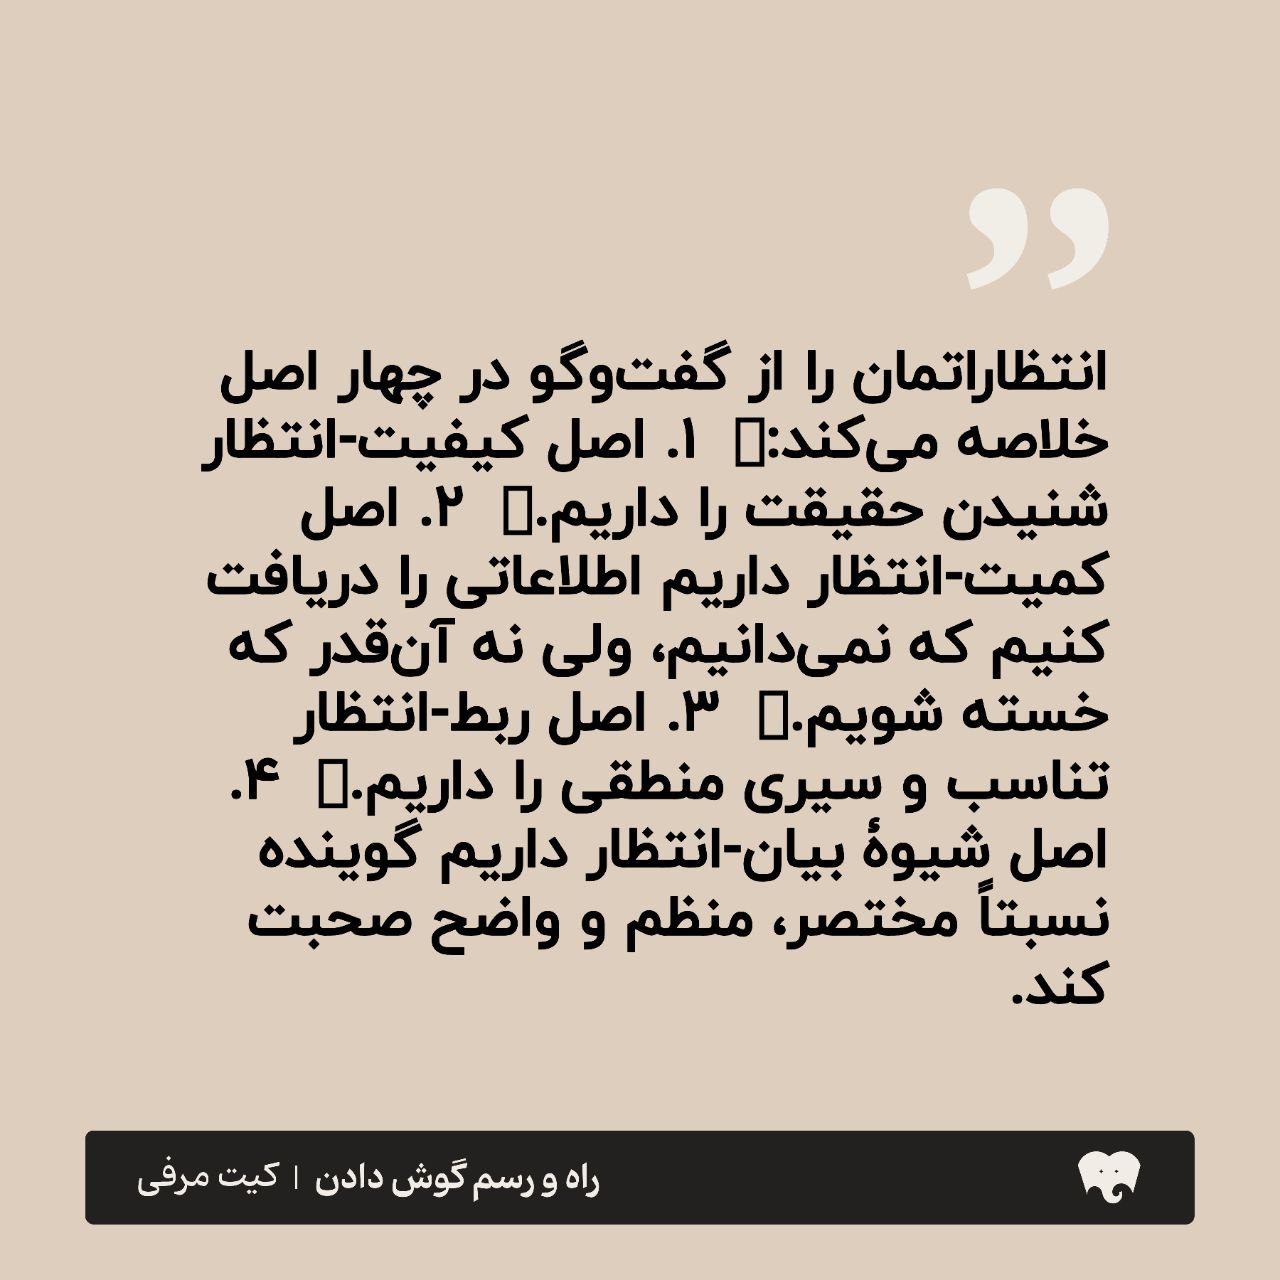 ”
انتظاراتمان را از گفت‌وگو در چهار اصل
خلاصه می‌کند:▯ ۱. اصل کیفیت-انتظار
شنیدن حقیقت را داریم.▯ ۲. اصل
کمیت-انتظار داریم اطلاعاتی را دریافت
کنیم که نمی‌دانیم، ولی نه آن‌قدر که
خسته شویم.▯ ۳. اصل ربط-انتظار
تناسب و سیری منطقی را داریم.▯ ۴.
اصل شیوهٔ بیان-انتظار داریم گوینده
نسبتاً مختصر، منظم و واضح صحبت
کند.
راه و رسم گوش دادن | کیت مرفی